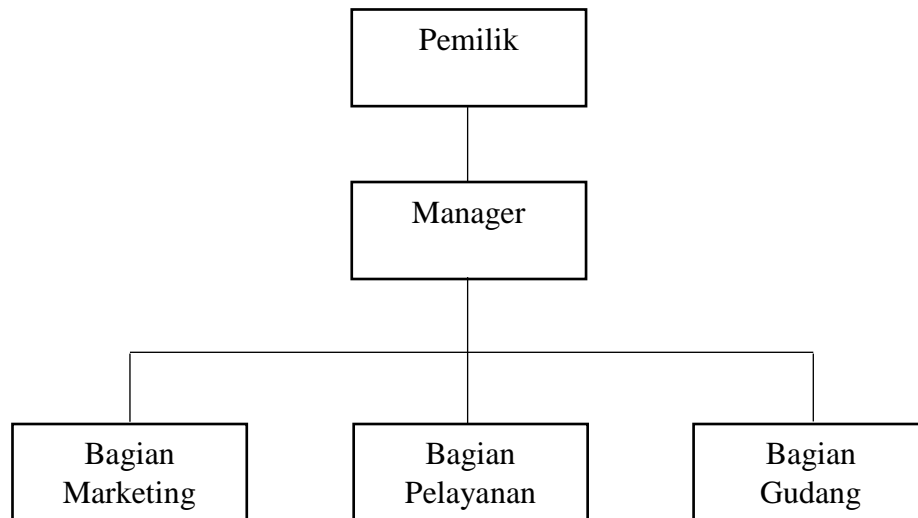 Pemilik
Manager
Bagian
Marketing
Bagian
Pelayanan
Bagian
Gudang